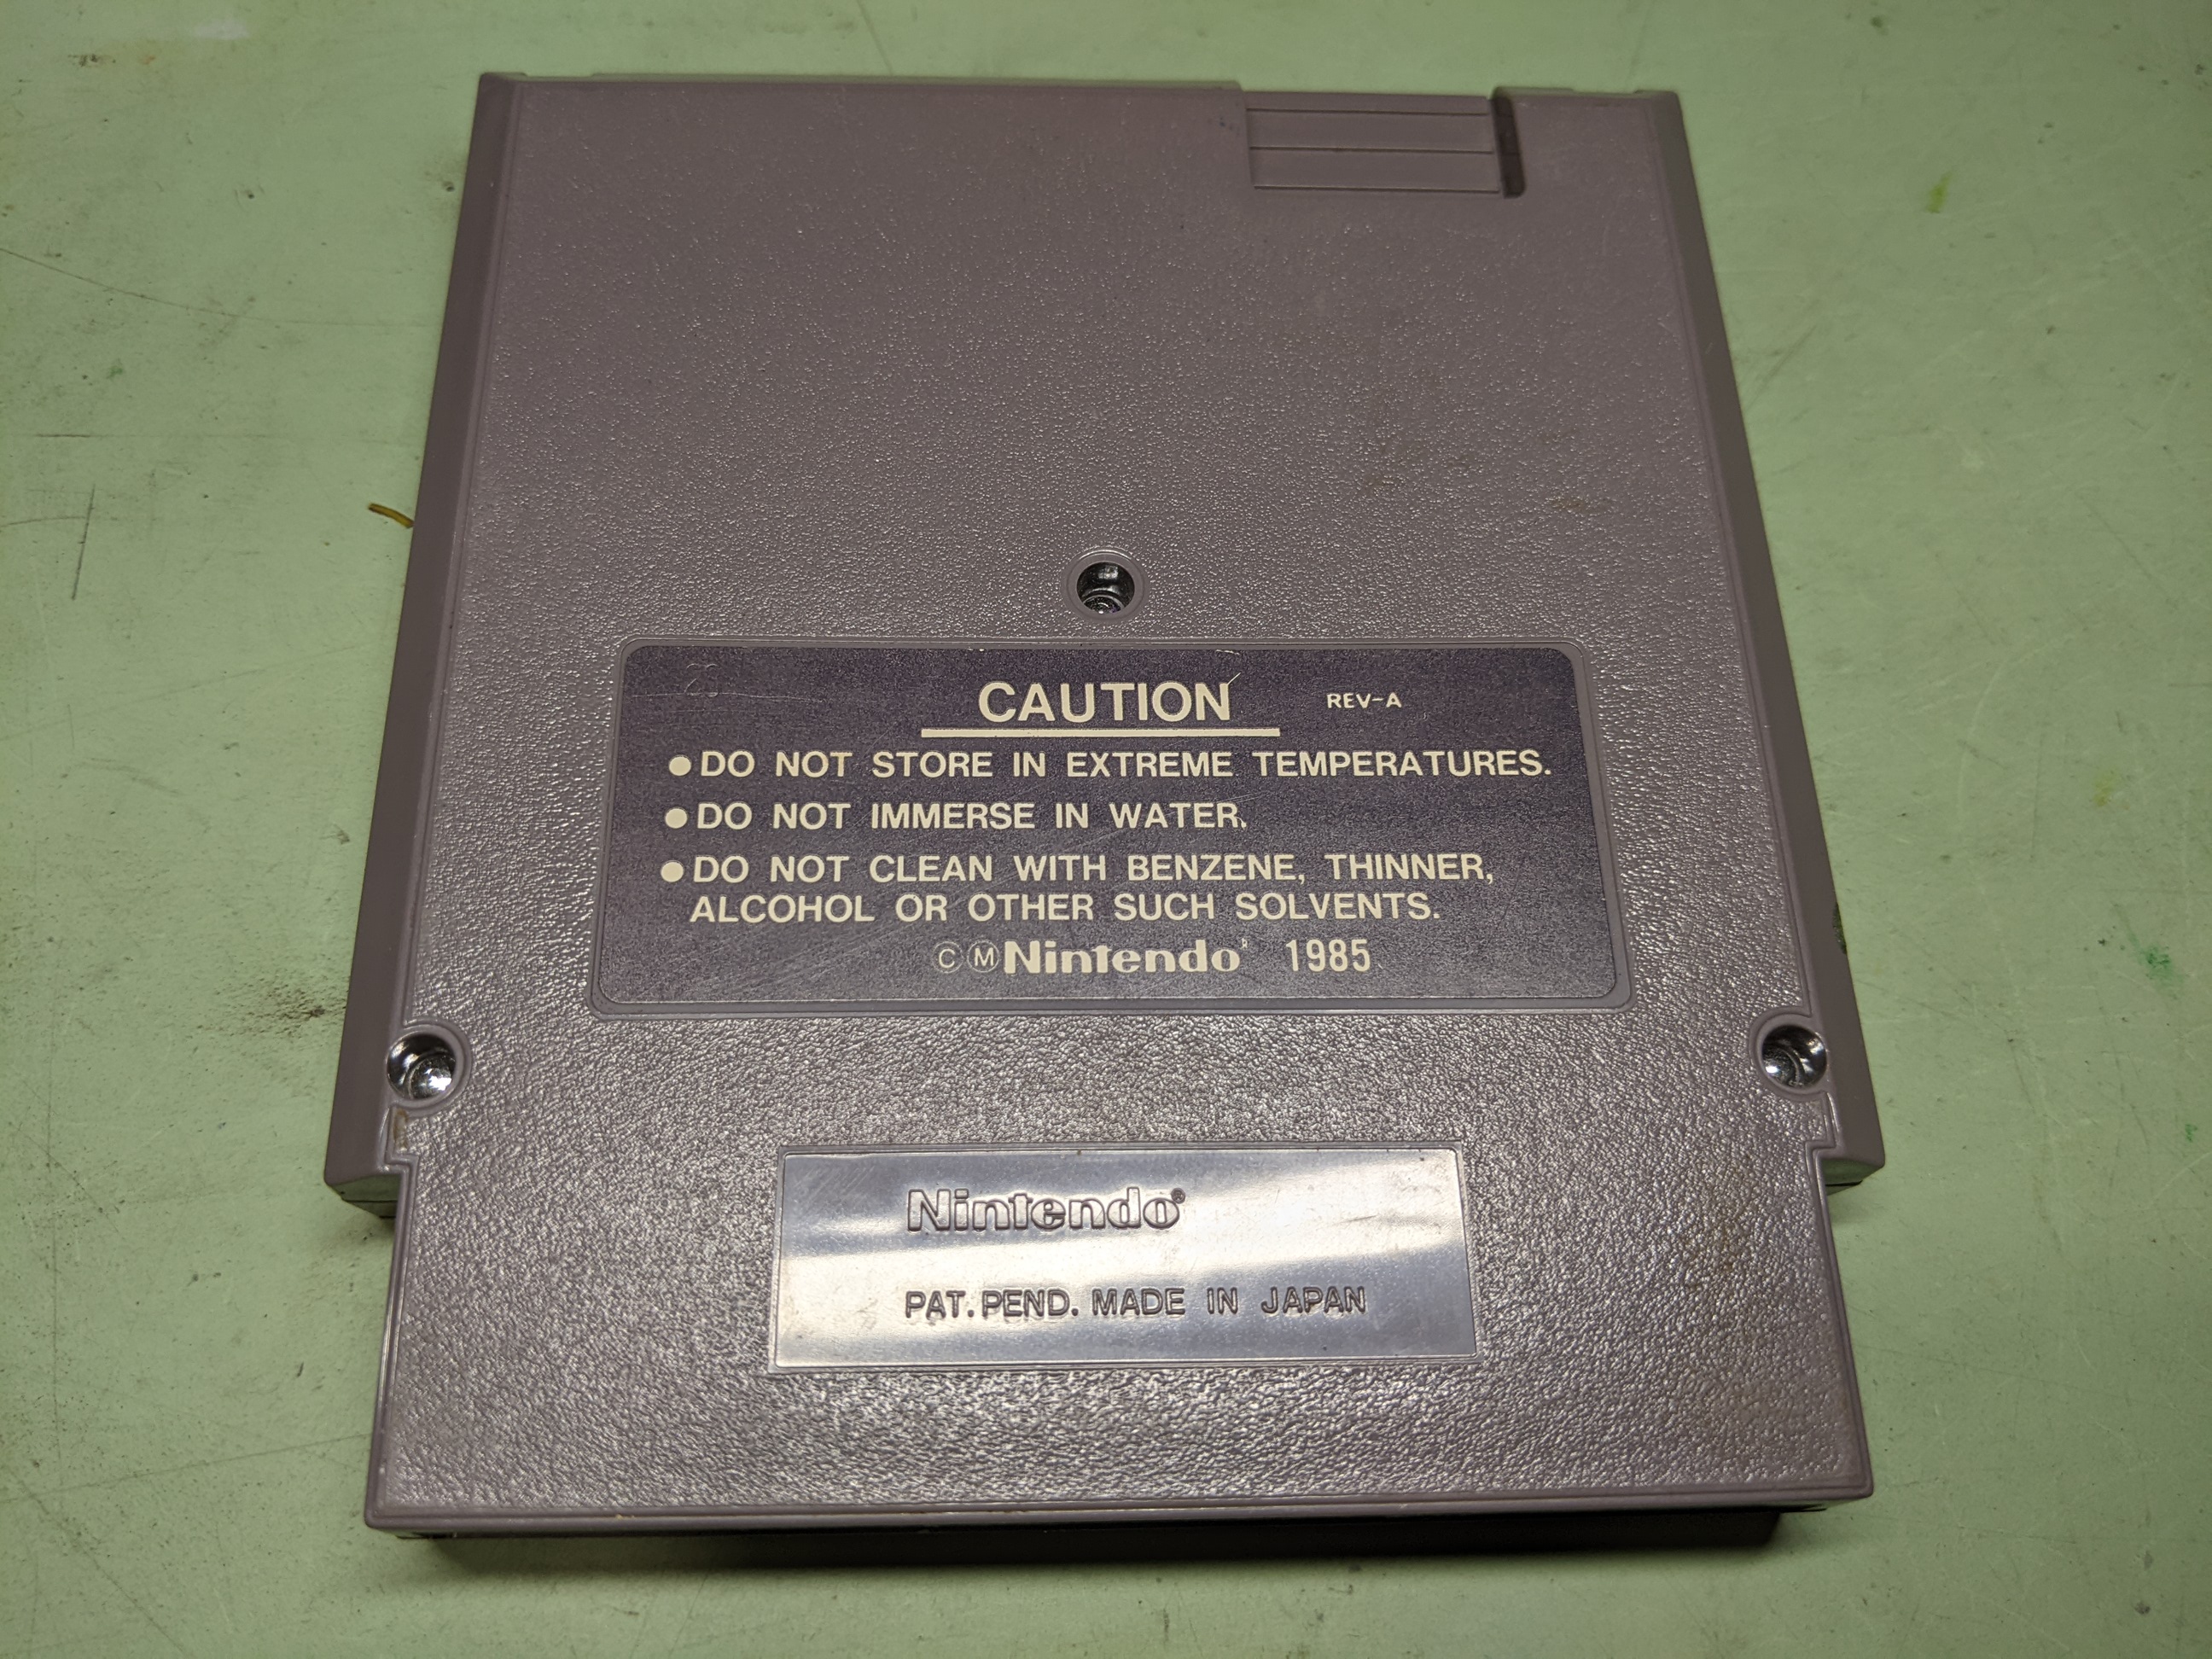 CAUTION REV-A
●DO NOT STORE IN EXTREME TEMPERATURES.
●DO NOT IMMERSE IN WATER.
●DO NOT CLEAN WITH BENZENE, THINNER,
ALCOHOL OR OTHER SUCH SOLVENTS.
ⒸⓂNintendo® 1985
Nintendo®
PAT.PEND. MADE IN JAPAN